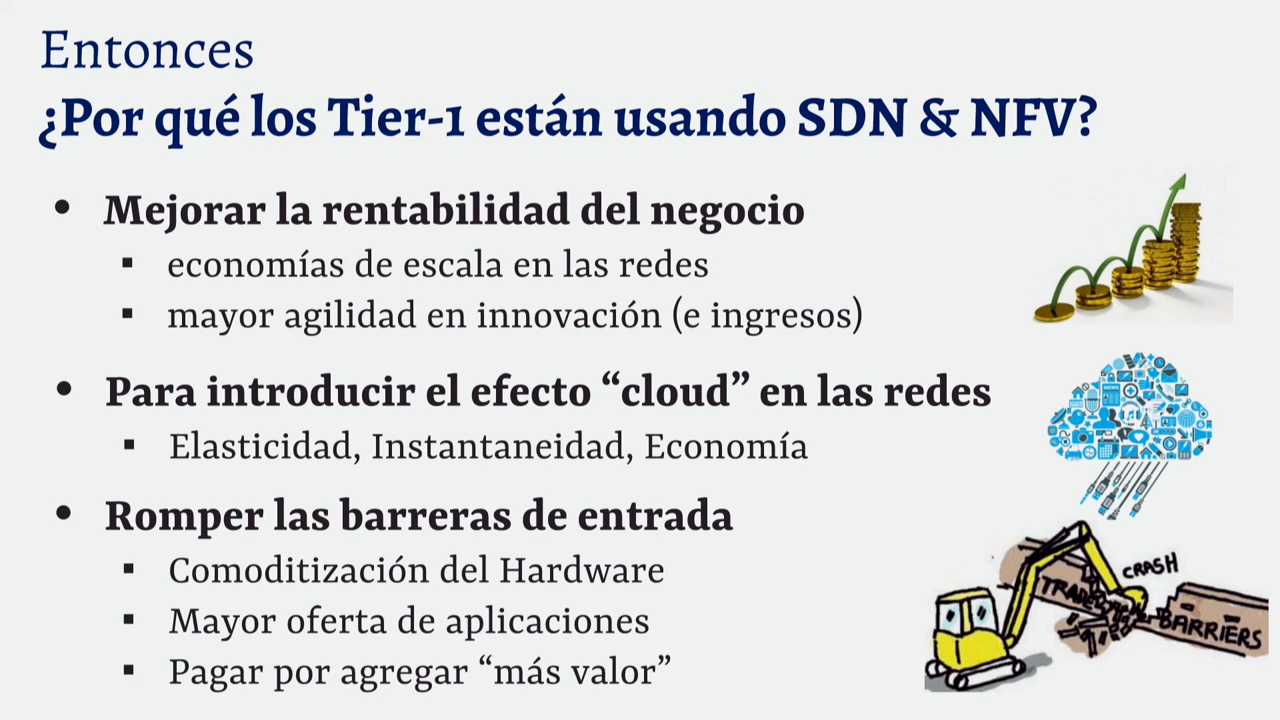 Entonces
¿Por qué los Tier-1 están usando SDN & NFV?
• Mejorar la rentabilidad del negocio
▪ economías de escala en las redes
▪ mayor agilidad en innovación (e ingresos)
• Para introducir el efecto “cloud” en las redes
▪ Elasticidad, Instantaneidad, Economía
• Romper las barreras de entrada
▪ Comoditización del Hardware
▪ Mayor oferta de aplicaciones
▪ Pagar por agregar “más valor”
CRASH
BARRIERS